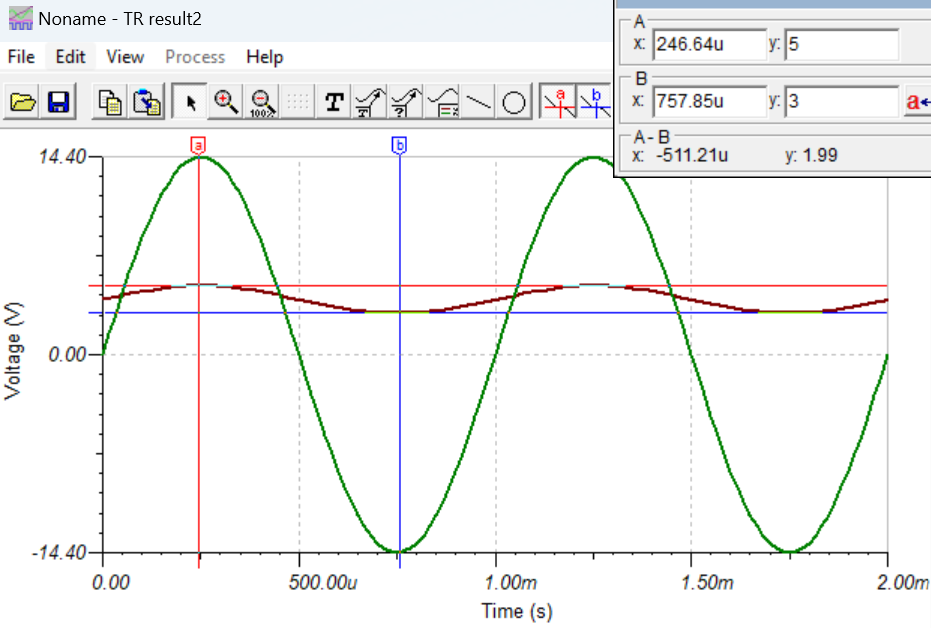 Noname - TR result2
File Edit View Process Help
100%
T
T
?
a
b
A
x: 246.64u y: 5
B
x: 757.85u y: 3
a
A - B
x: -511.21u y: 1.99
a
b
14.40
0.00
-14.40
Voltage (V)
0.00 500.00u 1.00m 1.50m 2.00m
Time (s)